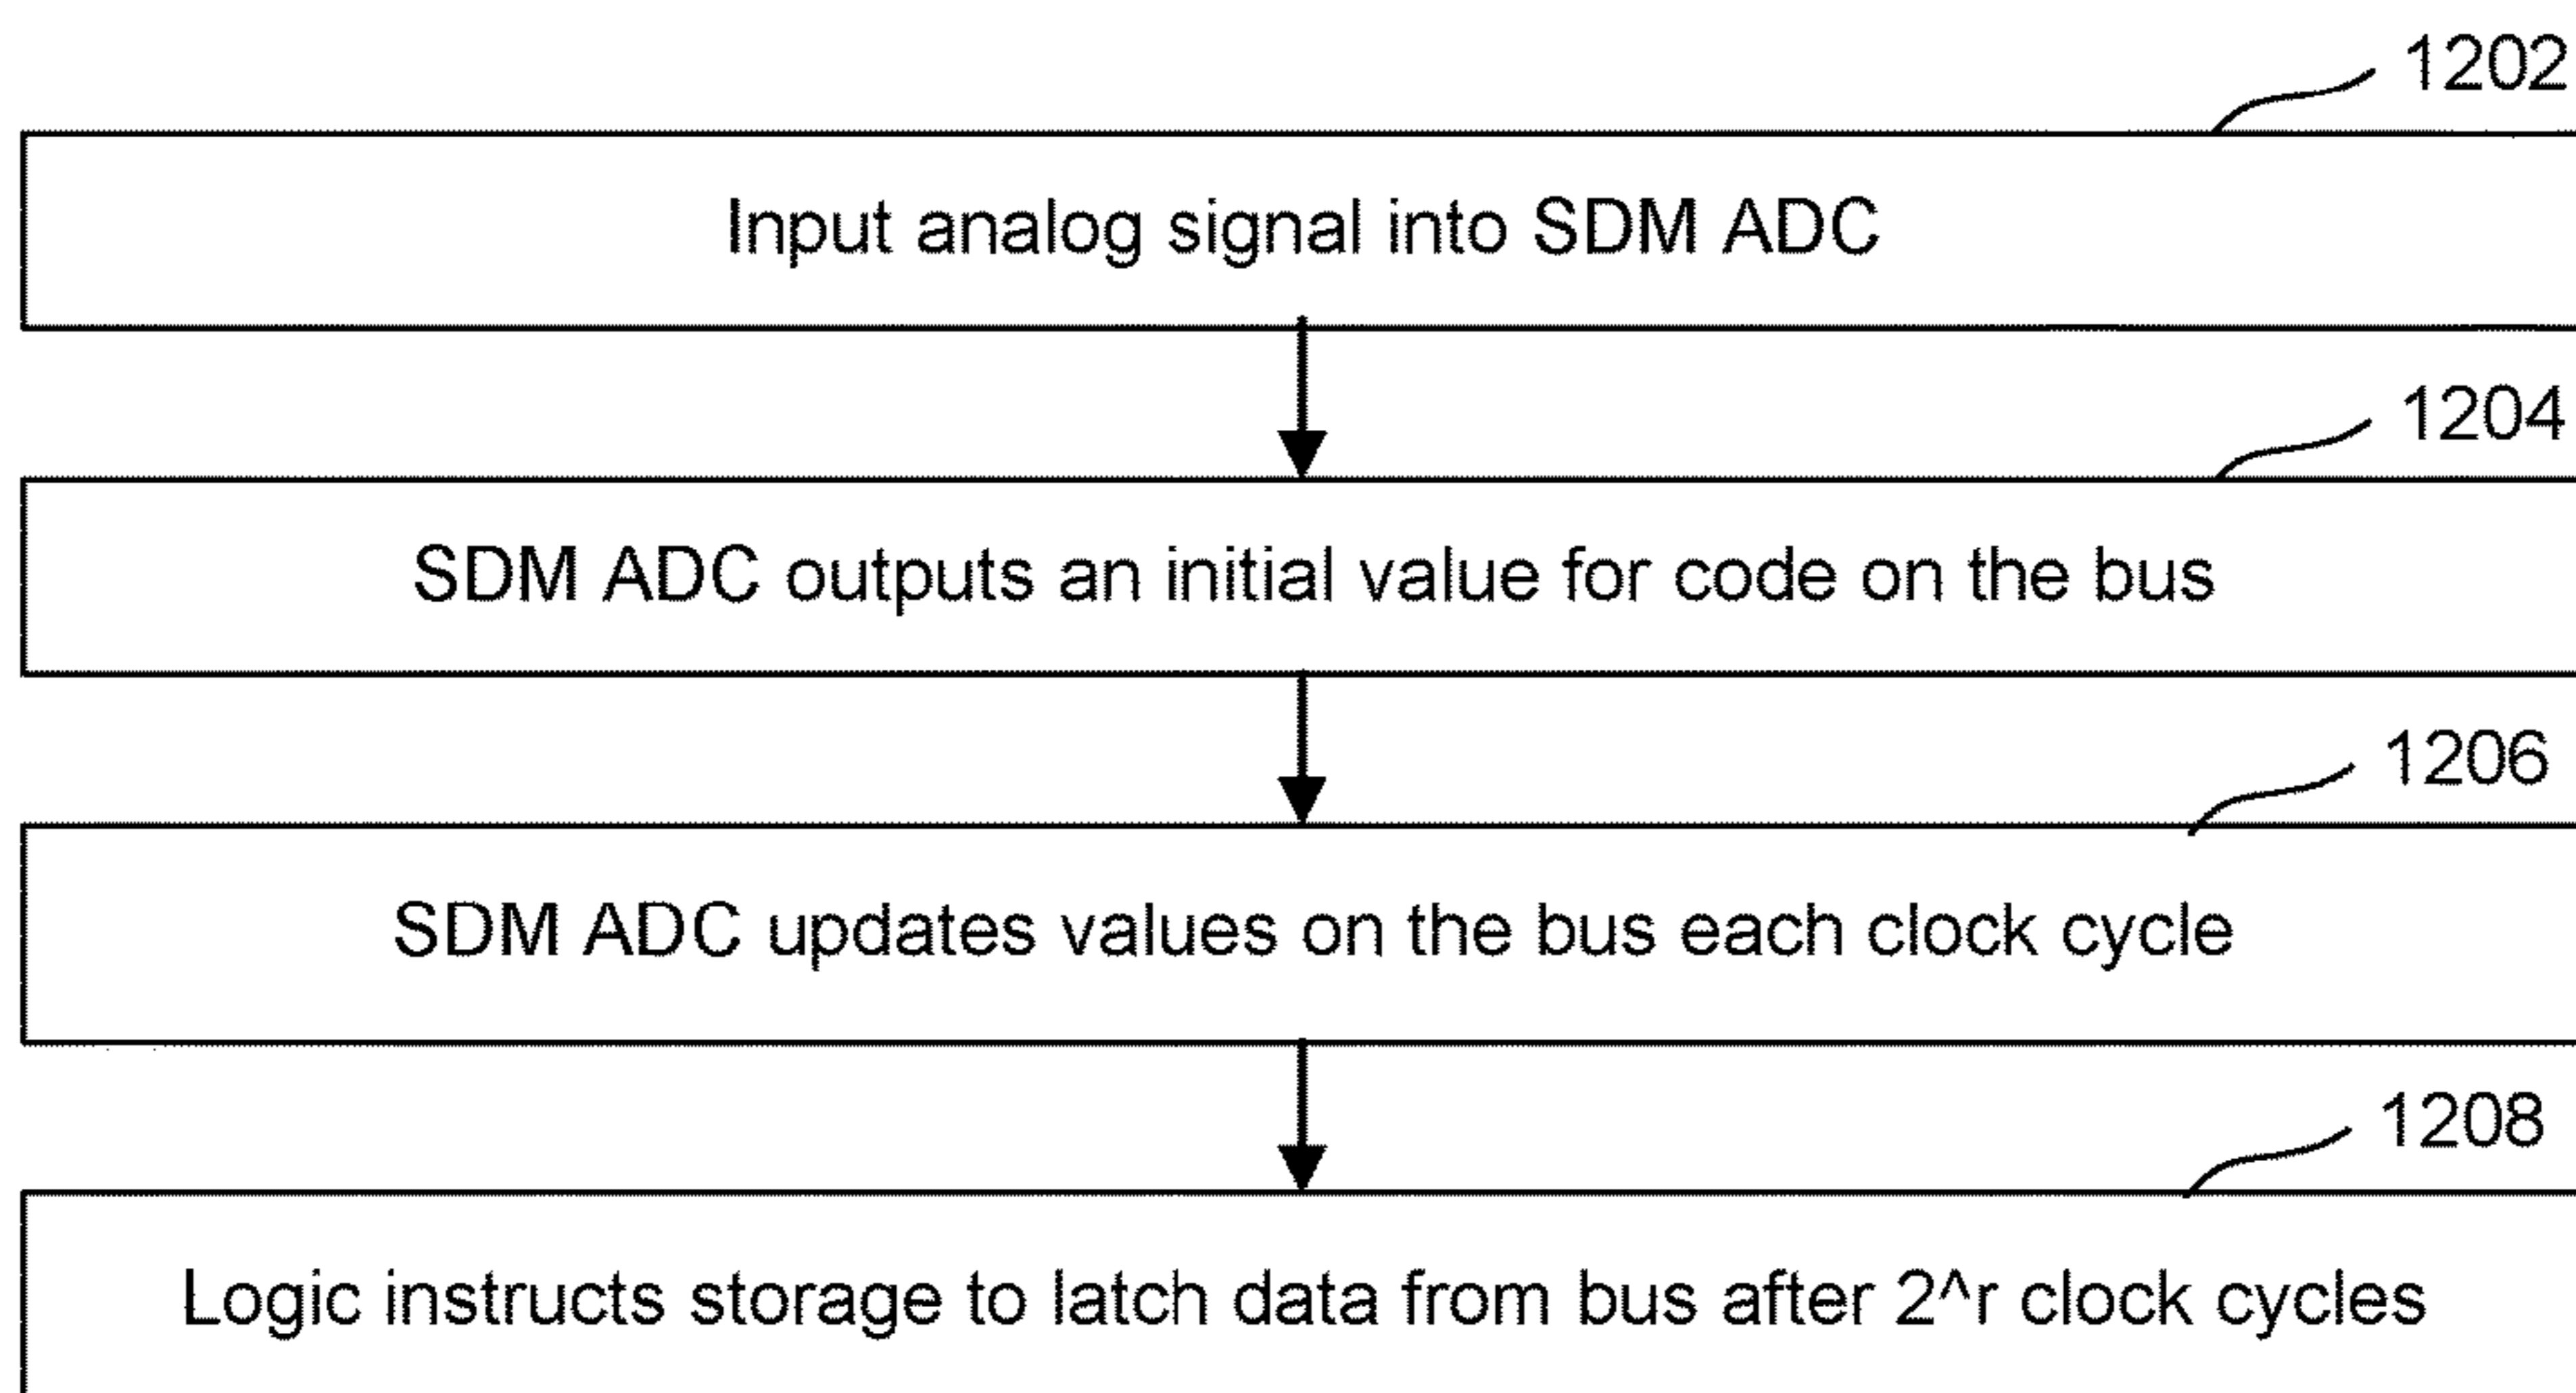 1202
Input analog signal into SDM ADC
1204
SDM ADC outputs an initial value for code on the bus
1206
SDM ADC updates values on the bus each clock cycle
1208
Logic instructs storage to latch data from bus after 2^r clock cycles